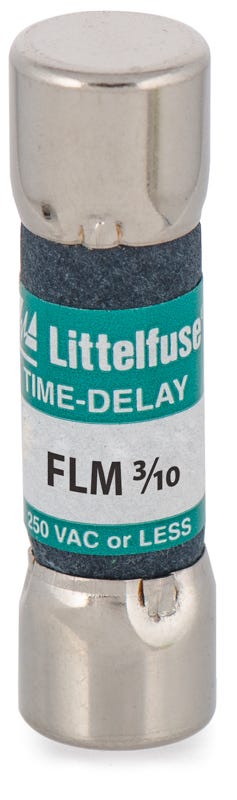 Littelfuse
TIME-DELAY
FLM 3/10
250 VAC or LESS